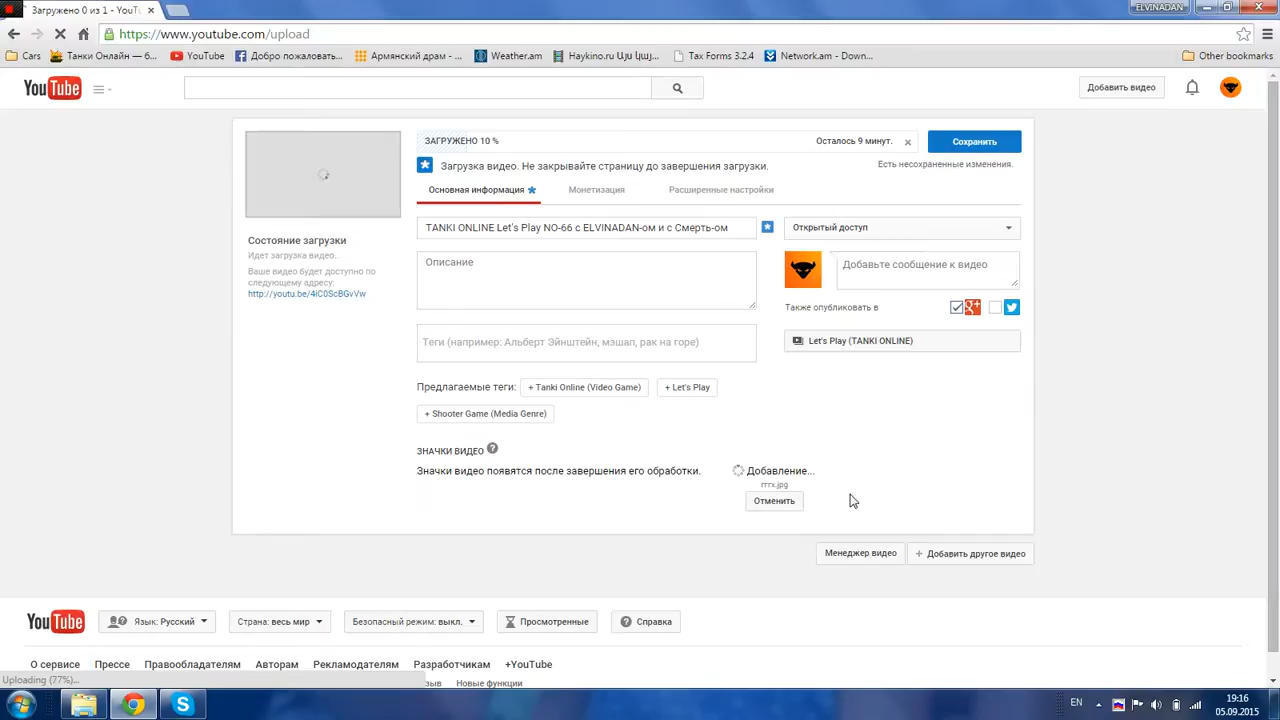 Загружено 0 из 1 - YouT
ELVINADAN
https://www.youtube.com/upload
Cars
Танки Онлайн — б...
YouTube
Добро пожаловать...
Армянский драм - ...
Weather.am
Haykino.ru Այլ կայ...
Tax Forms 3.2.4
Network.am - Down...
Other bookmarks
YouTube
Добавить видео
ЗАГРУЖЕНО 10 %
Осталось 9 минут.
Сохранить
Загрузка видео. Не закрывайте страницу до завершения загрузки.
Есть несохраненные изменения.
Основная информация
Монетизация
Расширенные настройки
TANKI ONLINE Let's Play NO-66 с ELVINADAN-ом и с Смерть-ом
Открытый доступ
Состояние загрузки
Идет загрузка видео..
Ваше видео будет доступно по
следующему адресу:
http://youtu.be/4iC0ScBGvVw
Описание
Добавьте сообщение к видео
Также опубликовать в
Теги (например: Альберт Эйнштейн, мэшап, рак на горе)
Let's Play (TANKI ONLINE)
Предлагаемые теги:
+ Tanki Online (Video Game)
+ Let's Play
+ Shooter Game (Media Genre)
ЗНАЧКИ ВИДЕО
Значки видео появятся после завершения его обработки.
Добавление...
Отменить
Менеджер видео
+ Добавить другое видео
YouTube
Язык: Русский
Страна: весь мир
Безопасный режим: выкл.
Просмотренные
Справка
О сервисе
Прессе
Правообладателям
Авторам
Рекламодателям
Разработчикам
+YouTube
Uploading (77%)...
зыв
Новые функции
EN
19:16
05.09.2015